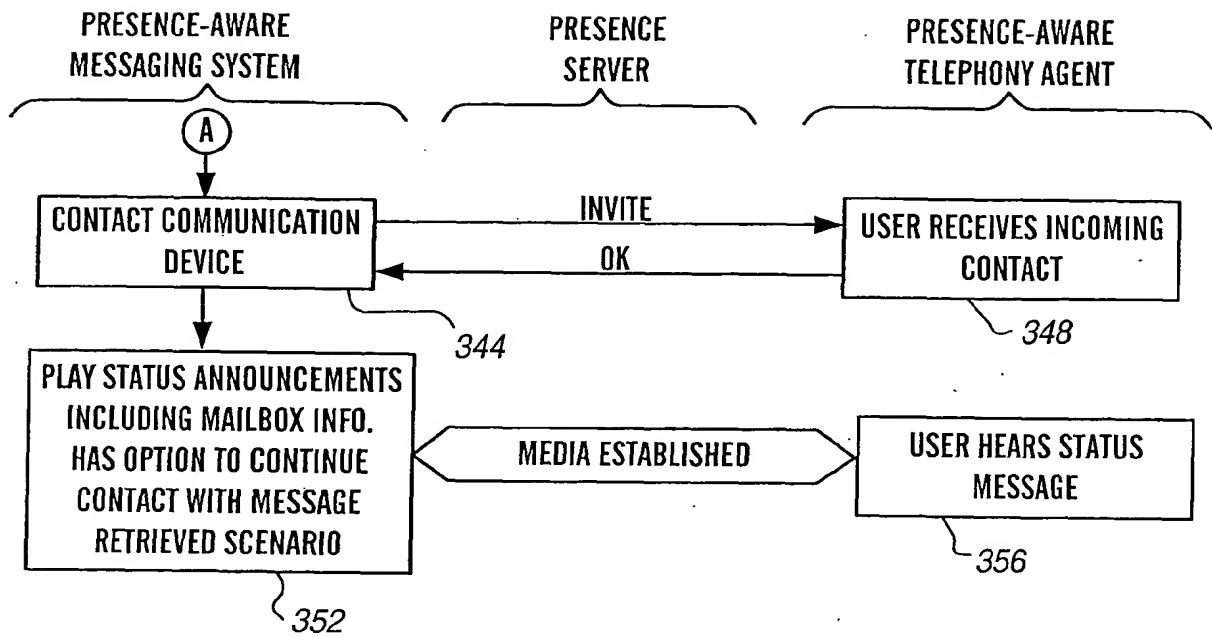 PRESENCE-AWARE
MESSAGING SYSTEM
PRESENCE
SERVER
PRESENCE-AWARE
TELEPHONY AGENT
A
CONTACT COMMUNICATION
DEVICE
344
INVITE
OK
USER RECEIVES INCOMING
CONTACT
348
PLAY STATUS ANNOUNCEMENTS
INCLUDING MAILBOX INFO.
HAS OPTION TO CONTINUE
CONTACT WITH MESSAGE
RETRIEVED SCENARIO
352
MEDIA ESTABLISHED
USER HEARS STATUS
MESSAGE
356